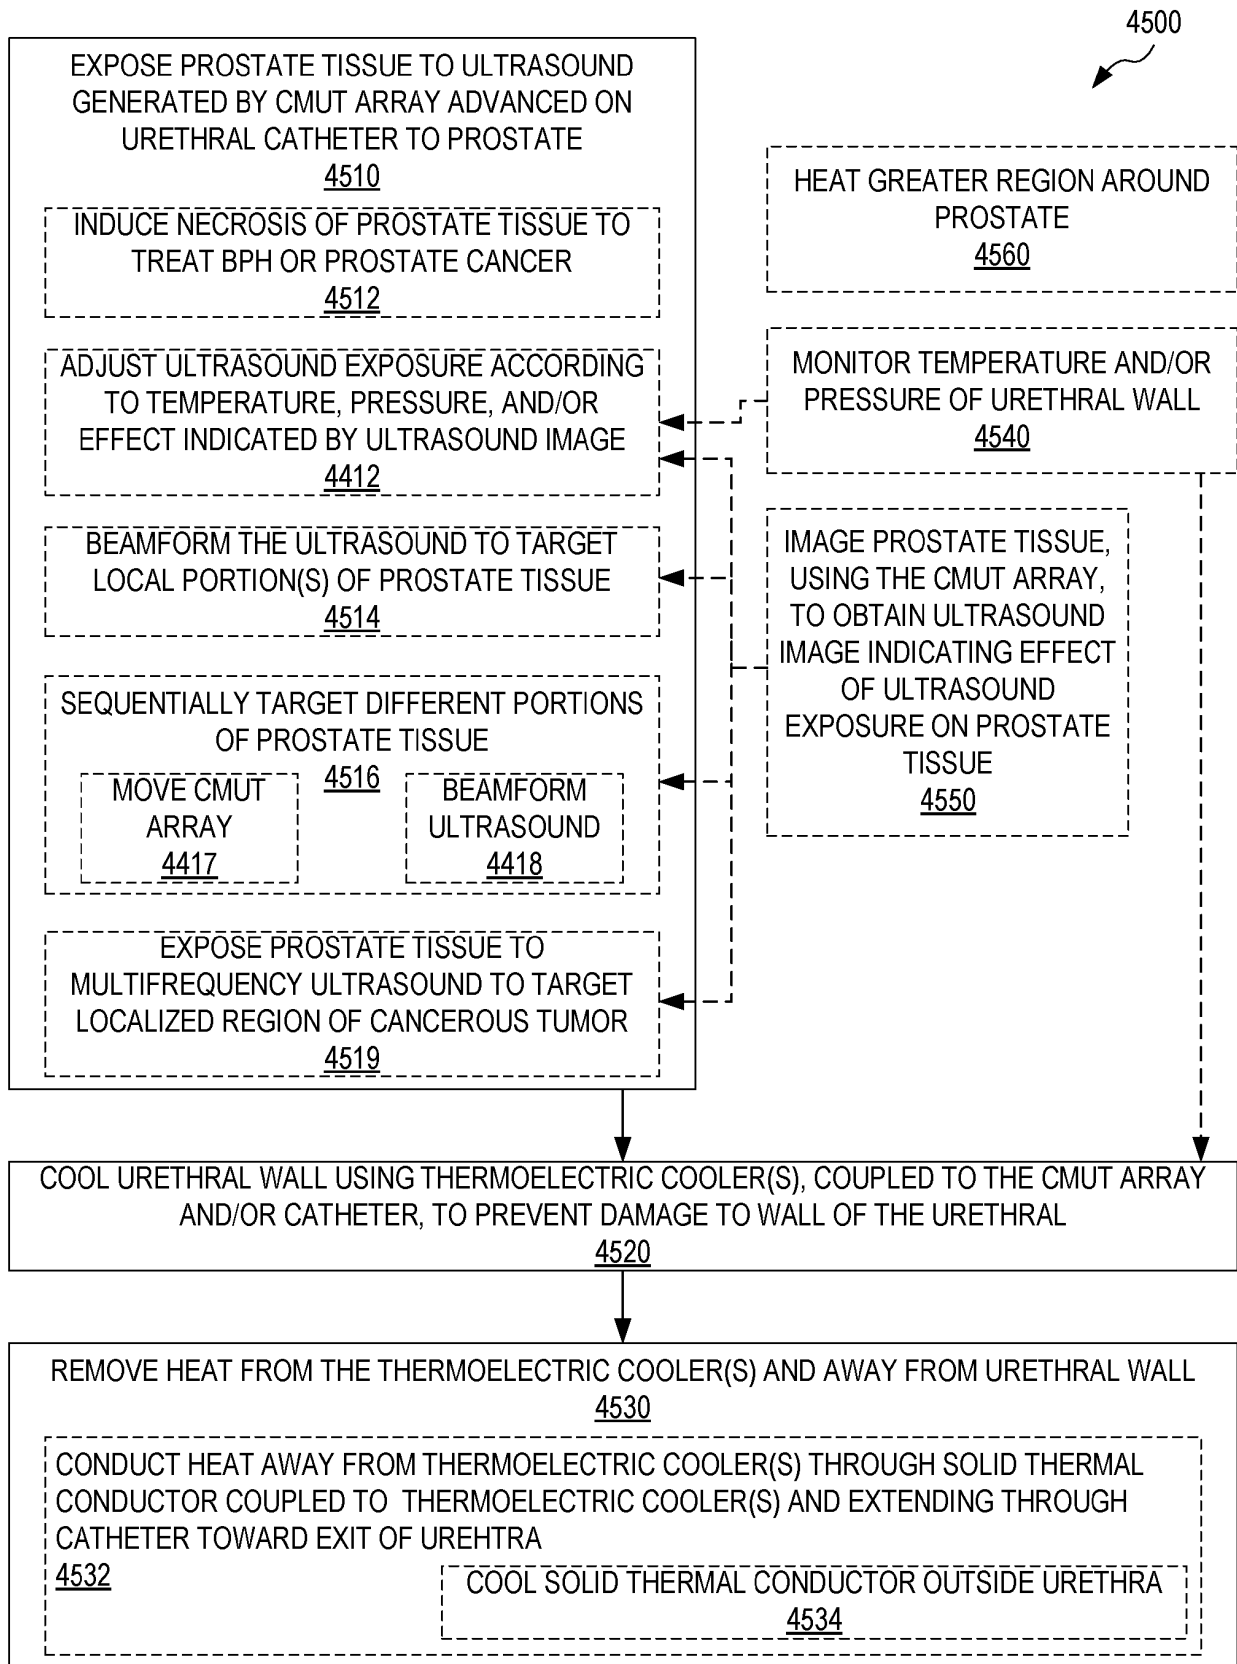 4500
EXPOSE PROSTATE TISSUE TO ULTRASOUND
GENERATED BY CMUT ARRAY ADVANCED ON
URETHRAL CATHETER TO PROSTATE
4510
INDUCE NECROSIS OF PROSTATE TISSUE TO
TREAT BPH OR PROSTATE CANCER
4512
ADJUST ULTRASOUND EXPOSURE ACCORDING
TO TEMPERATURE, PRESSURE, AND/OR
EFFECT INDICATED BY ULTRASOUND IMAGE
4412
BEAMFORM THE ULTRASOUND TO TARGET
LOCAL PORTION(S) OF PROSTATE TISSUE
4514
SEQUENTIALLY TARGET DIFFERENT PORTIONS
OF PROSTATE TISSUE
4516
MOVE CMUT
ARRAY
4417
BEAMFORM
ULTRASOUND
4418
EXPOSE PROSTATE TISSUE TO
MULTIFREQUENCY ULTRASOUND TO TARGET
LOCALIZED REGION OF CANCEROUS TUMOR
4519
HEAT GREATER REGION AROUND
PROSTATE
4560
MONITOR TEMPERATURE AND/OR
PRESSURE OF URETHRAL WALL
4540
IMAGE PROSTATE TISSUE,
USING THE CMUT ARRAY,
TO OBTAIN ULTRASOUND
IMAGE INDICATING EFFECT
OF ULTRASOUND
EXPOSURE ON PROSTATE
TISSUE
4550
COOL URETHRAL WALL USING THERMOELECTRIC COOLER(S), COUPLED TO THE CMUT ARRAY
AND/OR CATHETER, TO PREVENT DAMAGE TO WALL OF THE URETHRAL
4520
REMOVE HEAT FROM THE THERMOELECTRIC COOLER(S) AND AWAY FROM URETHRAL WALL
4530
CONDUCT HEAT AWAY FROM THERMOELECTRIC COOLER(S) THROUGH SOLID THERMAL
CONDUCTOR COUPLED TO THERMOELECTRIC COOLER(S) AND EXTENDING THROUGH
CATHETER TOWARD EXIT OF UREHTRA
4532
COOL SOLID THERMAL CONDUCTOR OUTSIDE URETHRA
4534